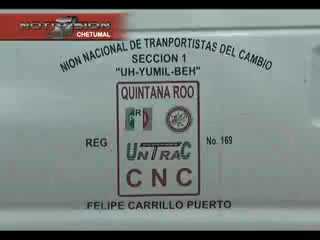 NOTIVISION
CHETUMAL
NION NACIONAL DE TRANPORTISTAS DEL CAMBIO
SECCION 1
"UH-YUMIL-BEH"
QUINTANA ROO
PRI
REG No. 169
UNTRAC
CNC
FELIPE CARRILLO PUERTO